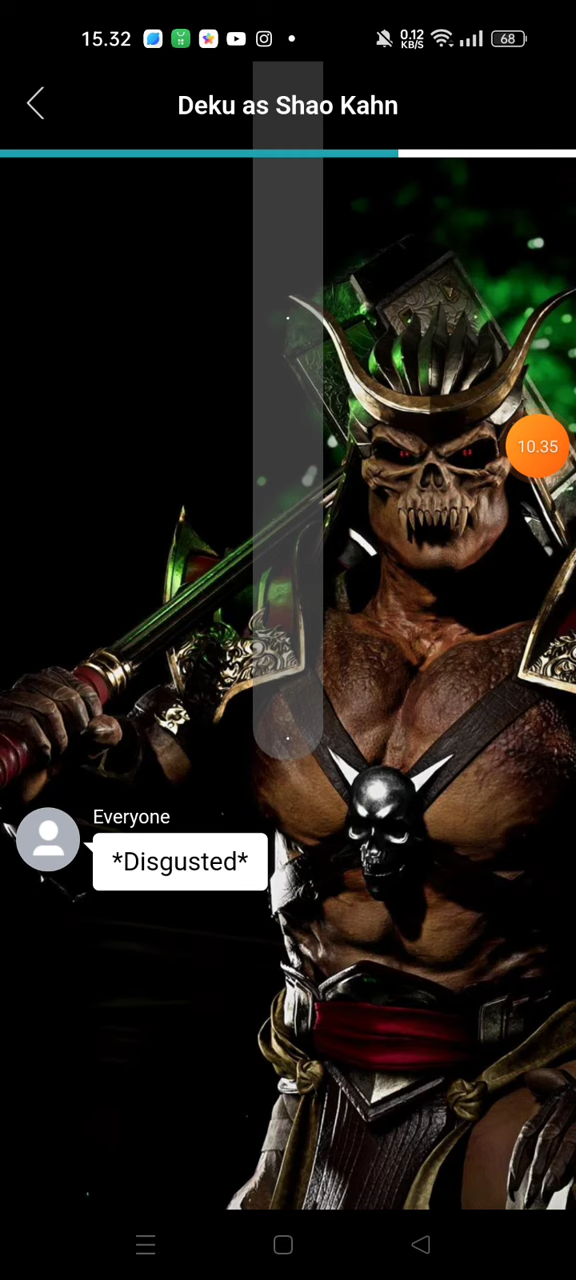 15.32
0.12
KB/S
68
Deku as Shao Kahn
10.35
Everyone
*Disgusted*